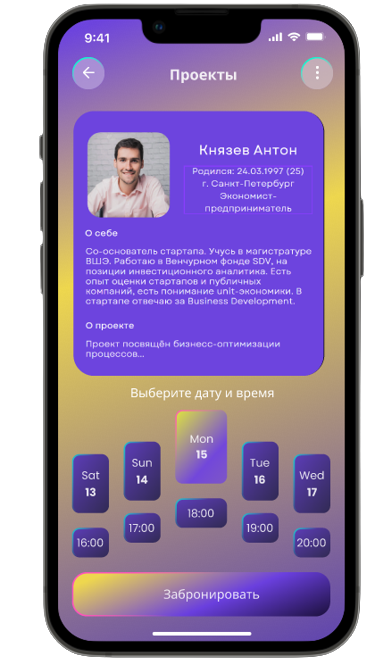 9:41
Проекты
Князев Антон
Родился: 24.03.1997 (25)
г. Санкт-Петербург
Экономист-
предприниматель
О себе
Со-основатель стартапа. Учусь в магистратуре
ВШЭ. Работаю в Венчурном фонде SDV, на
позиции инвестиционного аналитика. Есть
опыт оценки стартапов и публичных
компаний, есть понимание unit-экономики. В
стартапе отвечаю за Business Development.
О проекте
Проект посвящён бизнесс-оптимизации
процессов...
Выберите дату и время
Sat
13
Sun
14
Mon
15
Tue
16
Wed
17
16:00
17:00
18:00
19:00
20:00
Забронировать